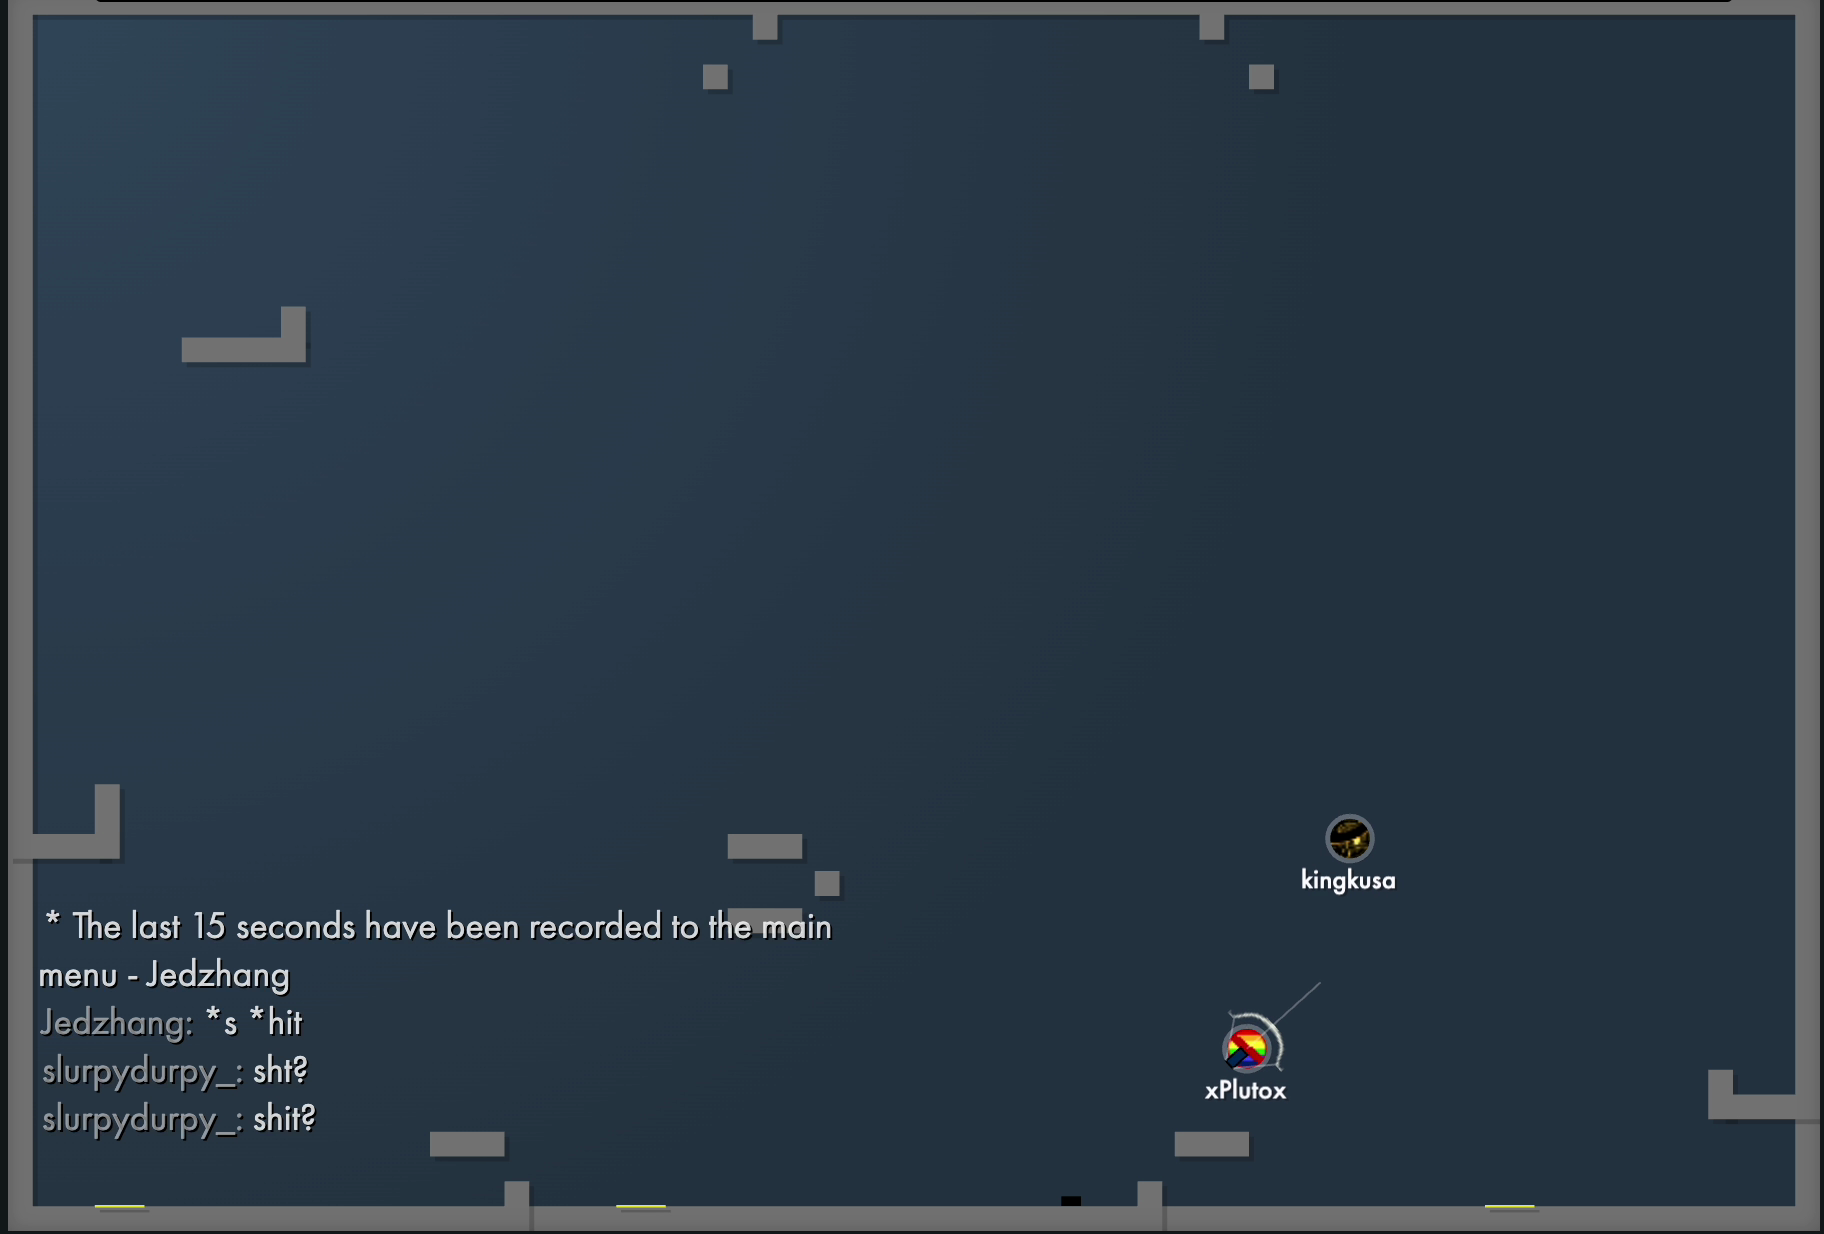 kingkusa
* The last 15 seconds have been recorded to the main
menu - Jedzhang
Jedzhang: *s *hit
slurpydurpy_: sht?
xPlutox
slurpydurpy_: shit?